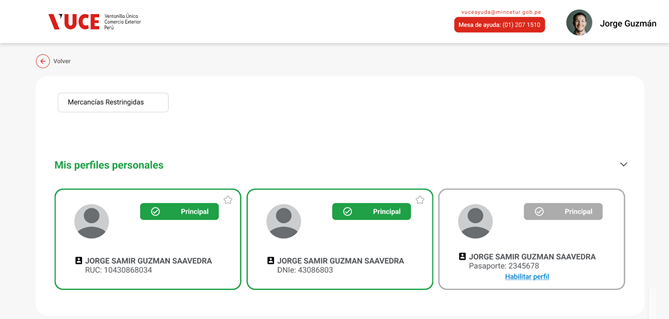 VUCE
Ventanilla Única
Comercio Exterior
Perú
vuceayuda@mincetur.gob.pe
Mesa de ayuda: (01) 207 1510
Jorge Guzmán
Volver
Mercancías Restringidas
Mis perfiles personales
Principal
JORGE SAMIR GUZMAN SAAVEDRA
RUC: 10430868034
Principal
JORGE SAMIR GUZMAN SAAVEDRA
DNIe: 43086803
Principal
JORGE SAMIR GUZMAN SAAVEDRA
Pasaporte: 2345678
Habilitar perfil